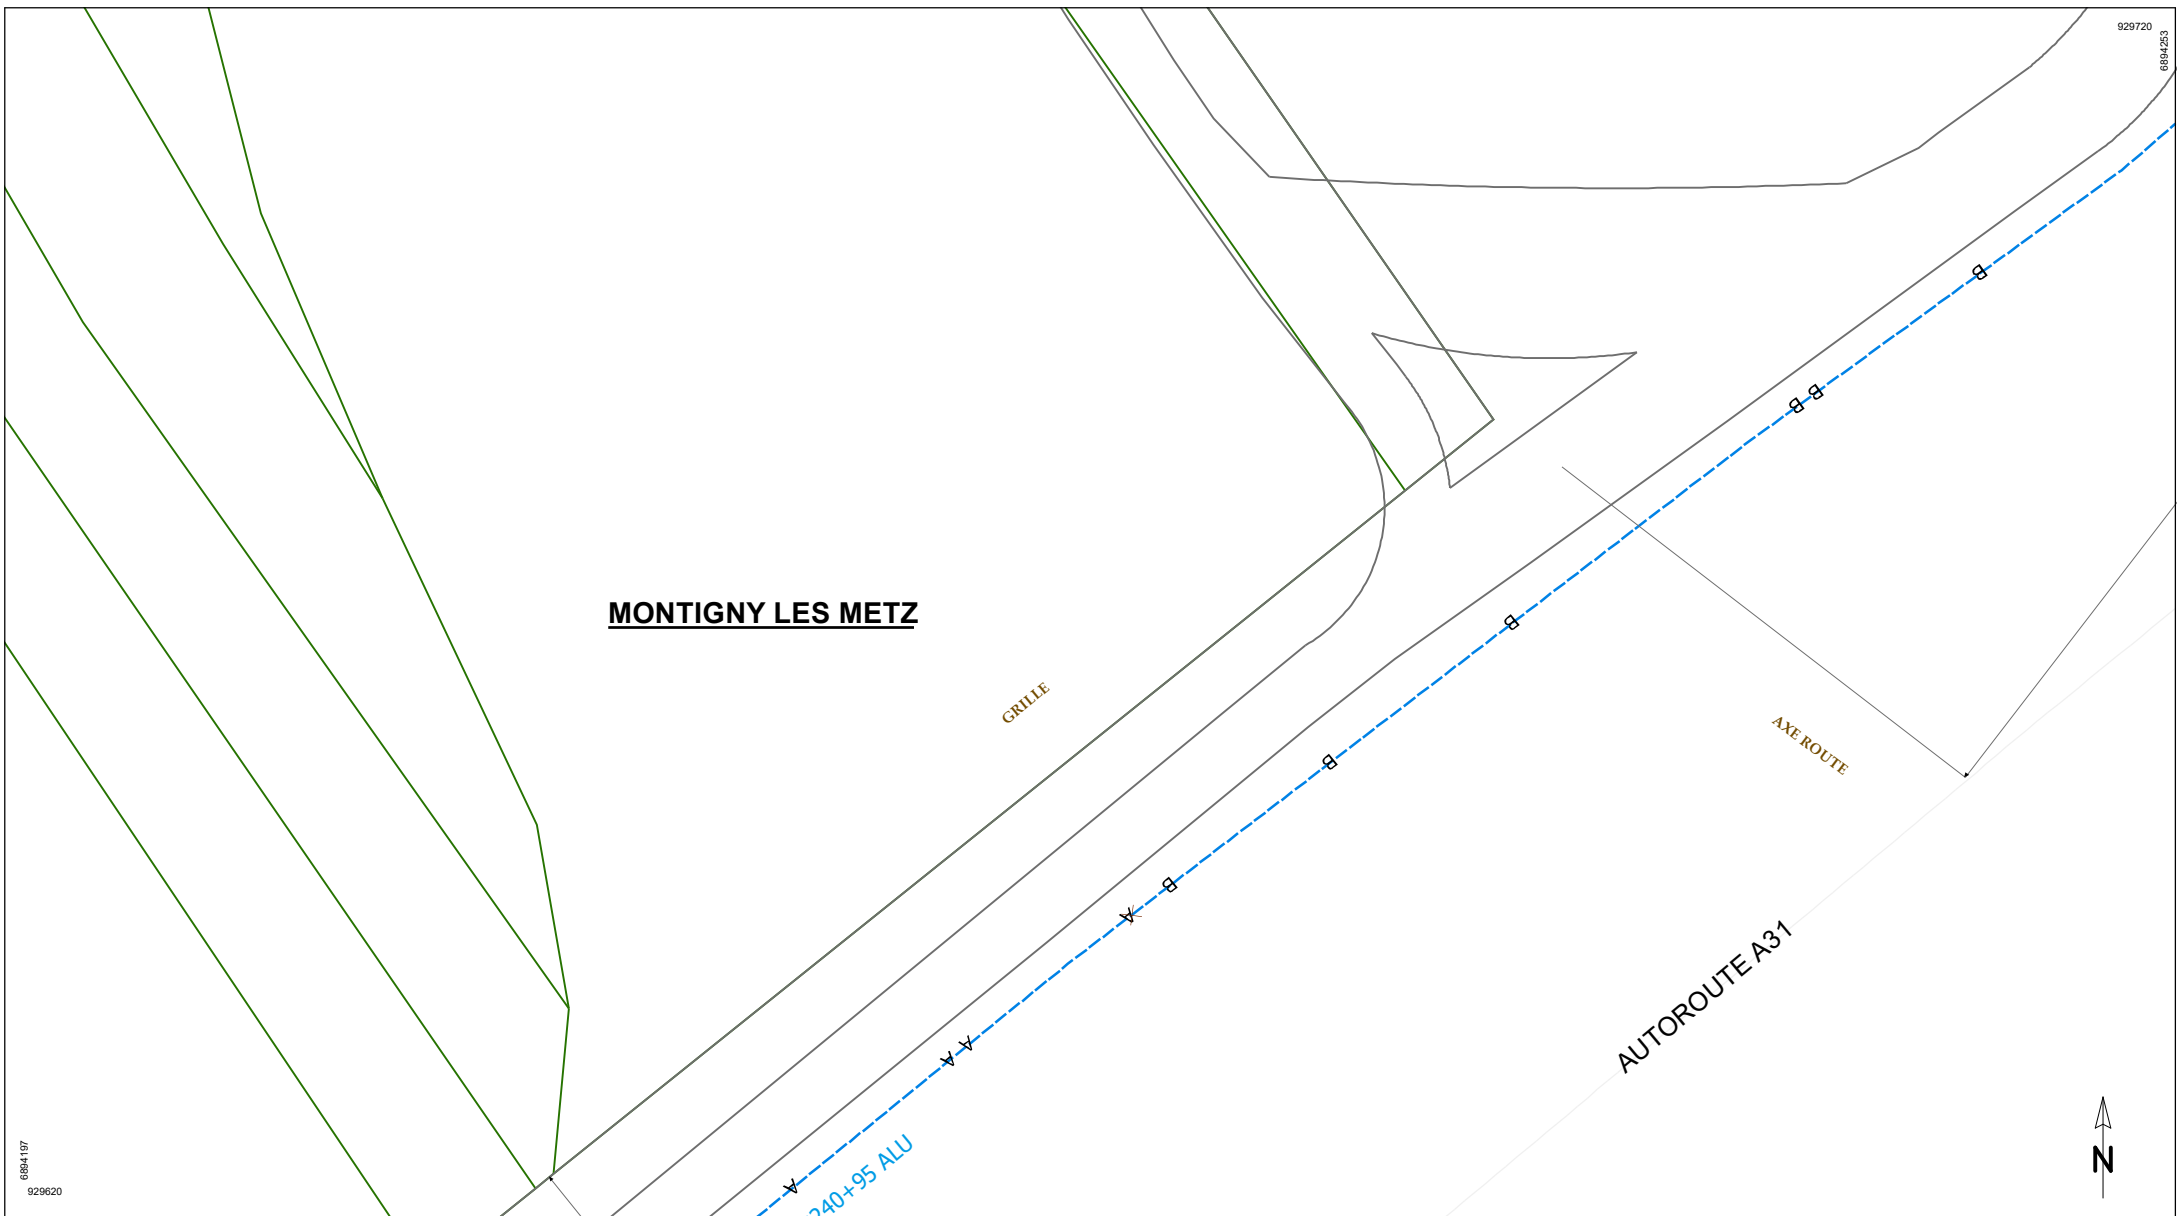 929720
6894253
B
B
B
MONTIGNY LES METZ
B
GRILLE
AXE ROUTE
B
B
A
AUTOROUTE A31
A
A
A
240+95 ALU
6894197
929620
N